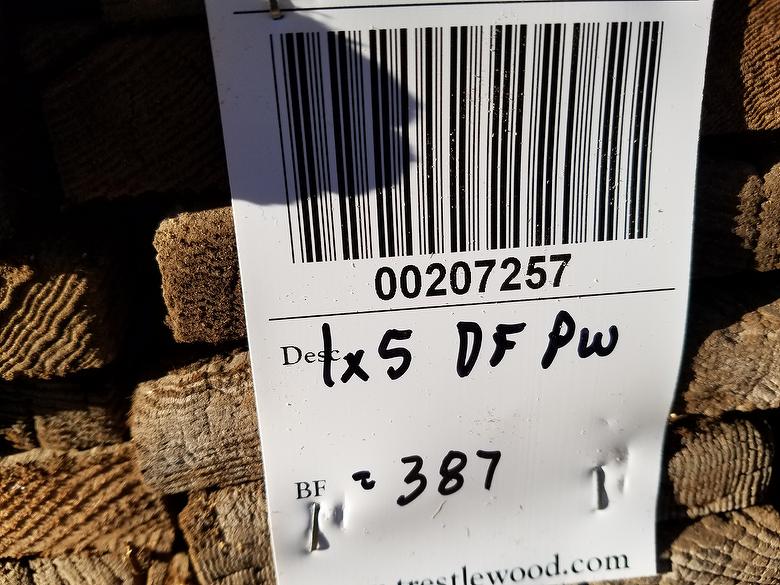 00207257
Desc 1x5 DF PW
BF ≈ 387
trestlewood.com